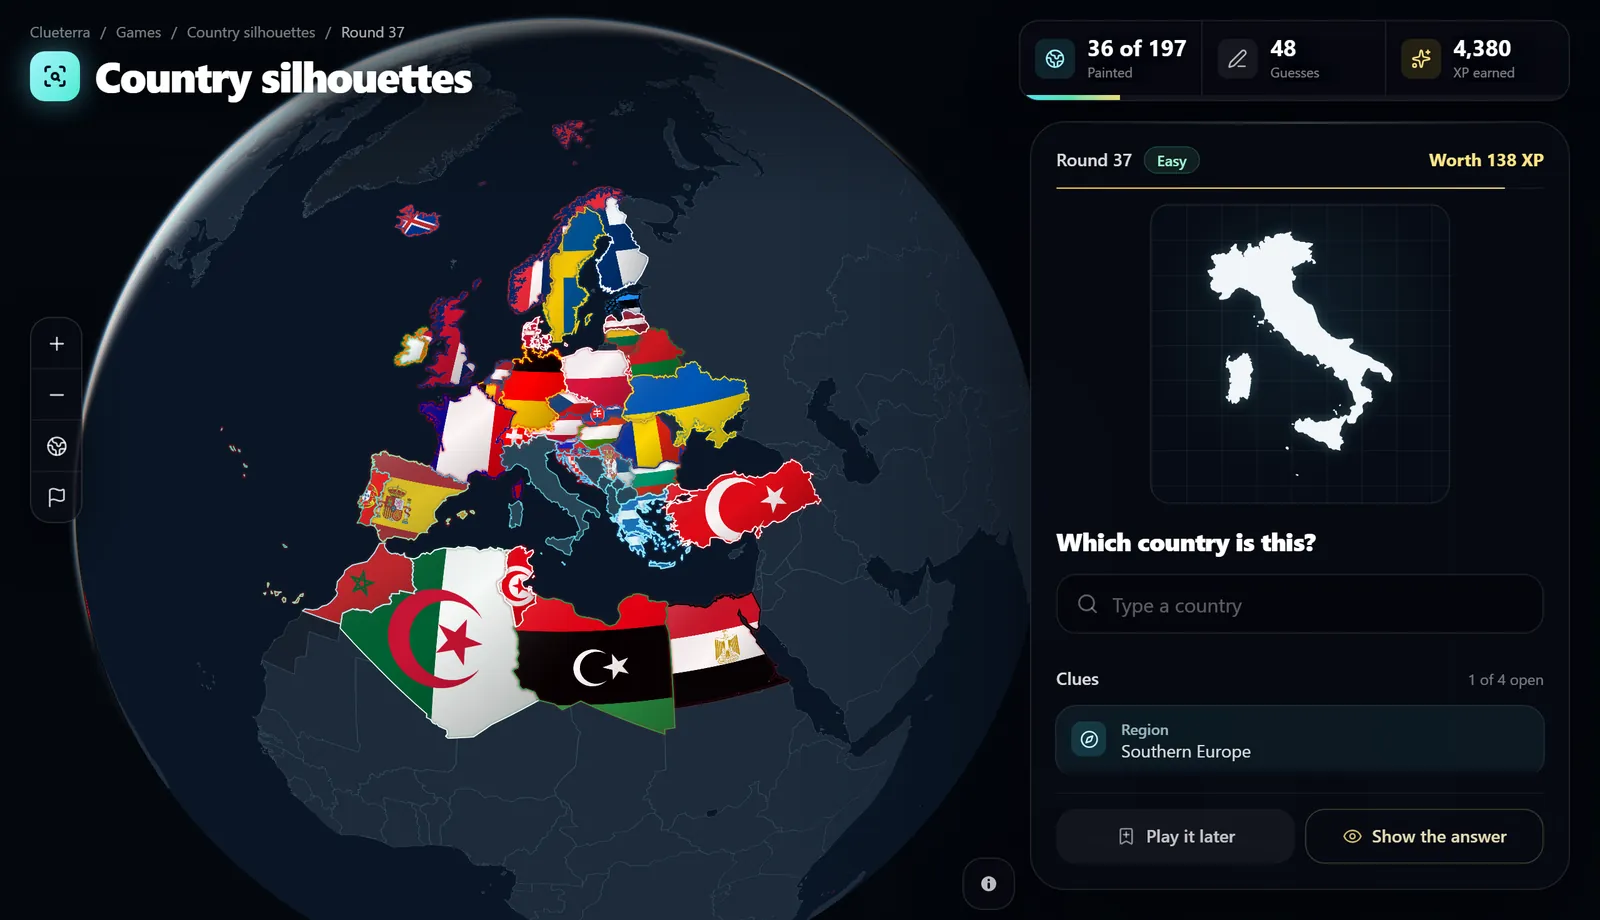 Clueterra / Games / Country silhouettes / Round 37
Country silhouettes
36 of 197
Painted
48
Guesses
4,380
XP earned
Round 37
Easy
Worth 138 XP
Which country is this?
Type a country
Clues
1 of 4 open
Region
Southern Europe
Play it later
Show the answer